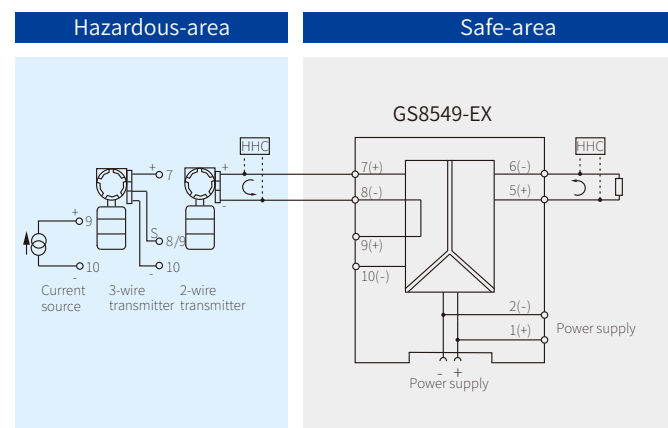 Hazardous-area
Safe-area
GS8549-EX
HHC
HHC
+
7
+
7(+)
6(-)
8(-)
5(+)
-
+
9
S
8/9
9(+)
10
-
-
10
10(-)
Current
source
3-wire
transmitter
2-wire
transmitter
2(-)
1(+)
Power supply
- +
Power supply